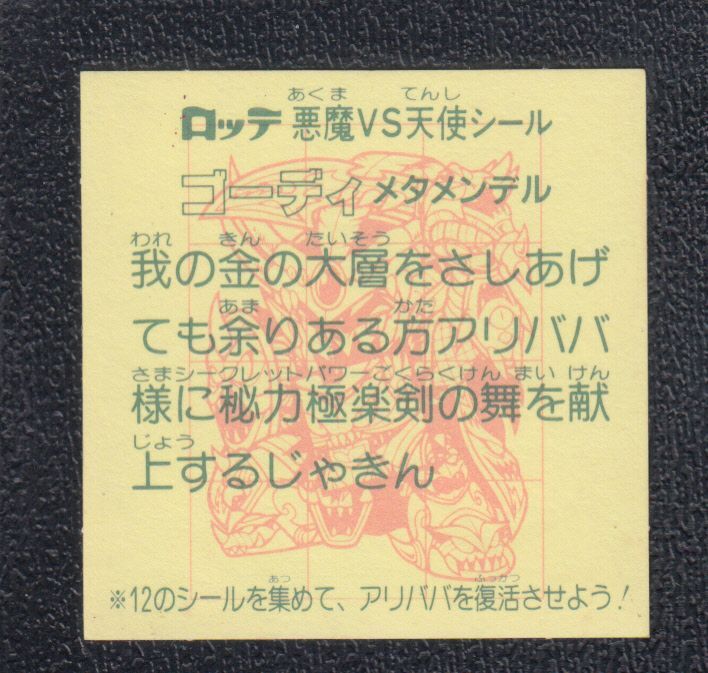 ロッテ 悪魔VS天使シール
ゴーディ メタメンデル
我の金の大層をさしあげ
ても余りある方アリババ
様に秘力極楽剣の舞を献
上するじゃきん
※12のシールを集めて、アリババを復活させよう!